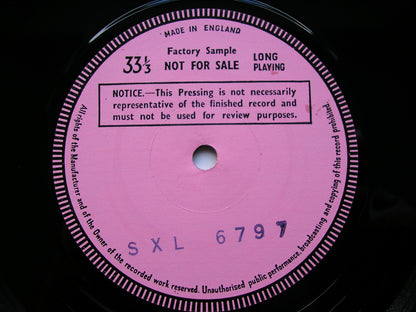 MADE IN ENGLAND
Factory Sample
33⅓ NOT FOR SALE LONG PLAYING
NOTICE.—This Pressing is not necessarily
representative of the finished record and
must not be used for review purposes.
SXL 6797
All rights of the Manufacturer and of the Owner of the recorded work reserved. Unauthorised public performance, broadcasting and copying of this record prohibited.